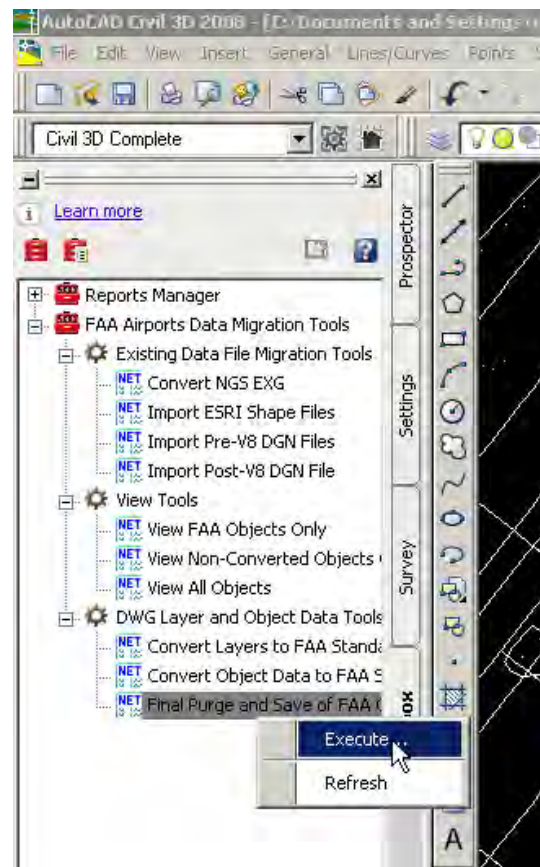 AutoCAD Civil 3D 2008 - [C:\Documents and Settings
File Edit View Insert General Lines/Curves Points
Civil 3D Complete
Learn more
Reports Manager
FAA Airports Data Migration Tools
Existing Data File Migration Tools
NET Convert NGS EXG
NET Import ESRI Shape Files
NET Import Pre-V8 DGN Files
NET Import Post-V8 DGN File
View Tools
NET View FAA Objects Only
NET View Non-Converted Objects
NET View All Objects
DWG Layer and Object Data Tools
NET Convert Layers to FAA Standa
NET Convert Object Data to FAA S
NET Final Purge and Save of FAA
Execute...
Refresh
Prospector
Settings
Survey
box
A